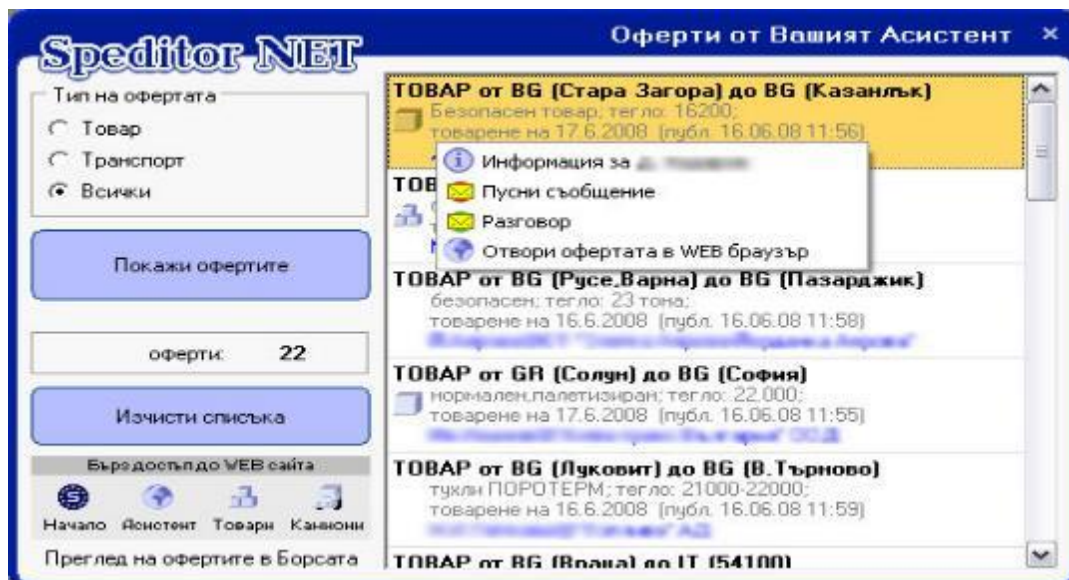 Speditor NET
Оферти от Вашият Асистент ×
Тип на офертата
Товар
Транспорт
Всички
Покажи офертите
оферти: 22
Изчисти списъка
Бърз достъп до WEB сайта
Начало Асистент Товари Камиони
Преглед на офертите в Борсата
ТОВАР от BG (Стара Загора) до BG (Казанлък)
Безопасен товар; тегло: 16200;
товарене на 17.6.2008 (публ. 16.06.08 11:56)
Информация за
Пусни съобщение
Разговор
Отвори офертата в WEB браузър
ТОВ
ТОВАР от BG (Русе,Варна) до BG (Пазарджик)
безопасен; тегло: 23 тона;
товарене на 16.6.2008 (публ. 16.06.08 11:58)
ТОВАР от GR (Солун) до BG (София)
нормален,палетизиран; тегло: 22,000;
товарене на 17.6.2008 (публ. 16.06.08 11:55)
ТОВАР от BG (Луковит) до BG (В.Търново)
тухли ПОРОТЕРМ; тегло: 21000-22000;
товарене на 16.6.2008 (публ. 16.06.08 11:59)
ТОВАР от BG (Враца) до IT (54100)